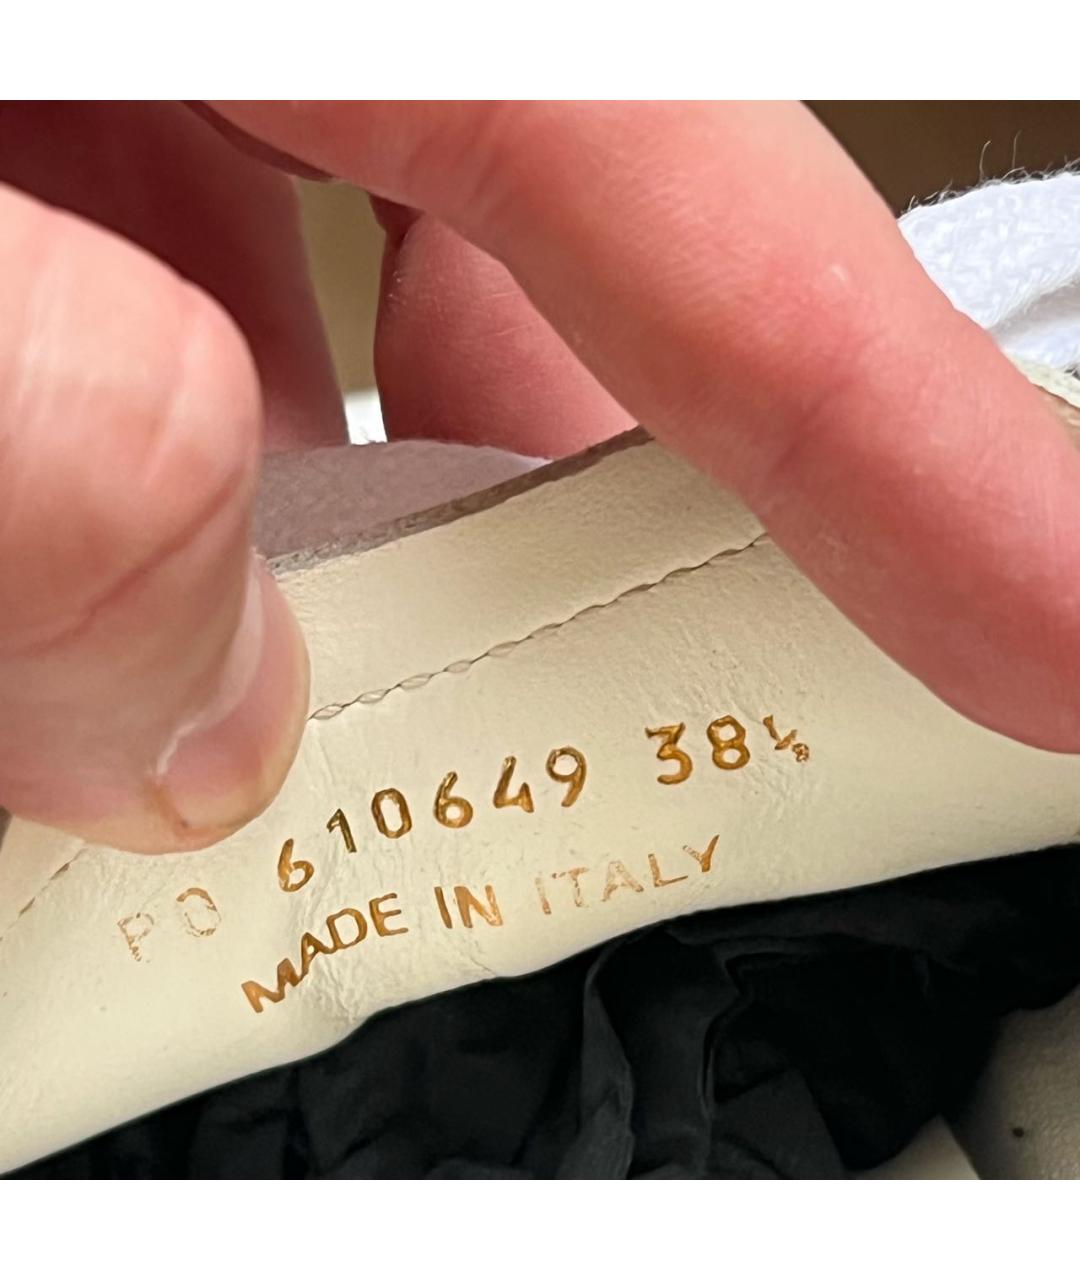 PO 610649 38½
MADE IN ITALY